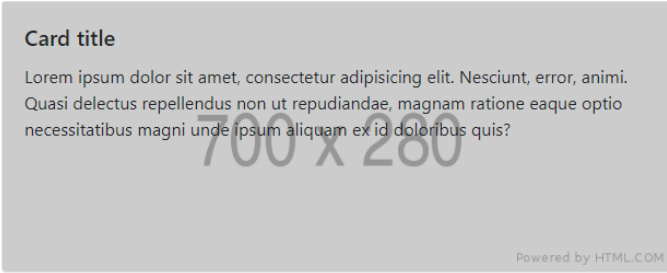 Card title
Lorem ipsum dolor sit amet, consectetur adipisicing elit. Nesciunt, error, animi.
Quasi delectus repellendus non ut repudiandae, magnam ratione eaque optio
necessitatibus magni unde ipsum aliquam ex id doloribus quis?
700 x 280
Powered by HTML.COM